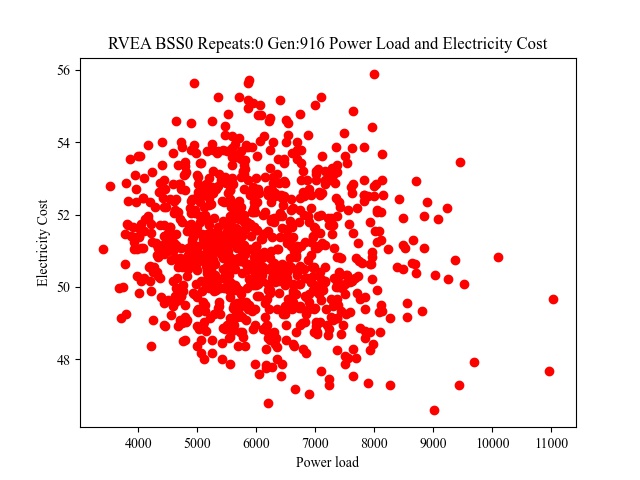 RVEA BSS0 Repeats:0 Gen:916 Power Load and Electricity Cost
56
54
52
50
48
Electricity Cost
4000 5000 6000 7000 8000 9000 10000 11000
Power load